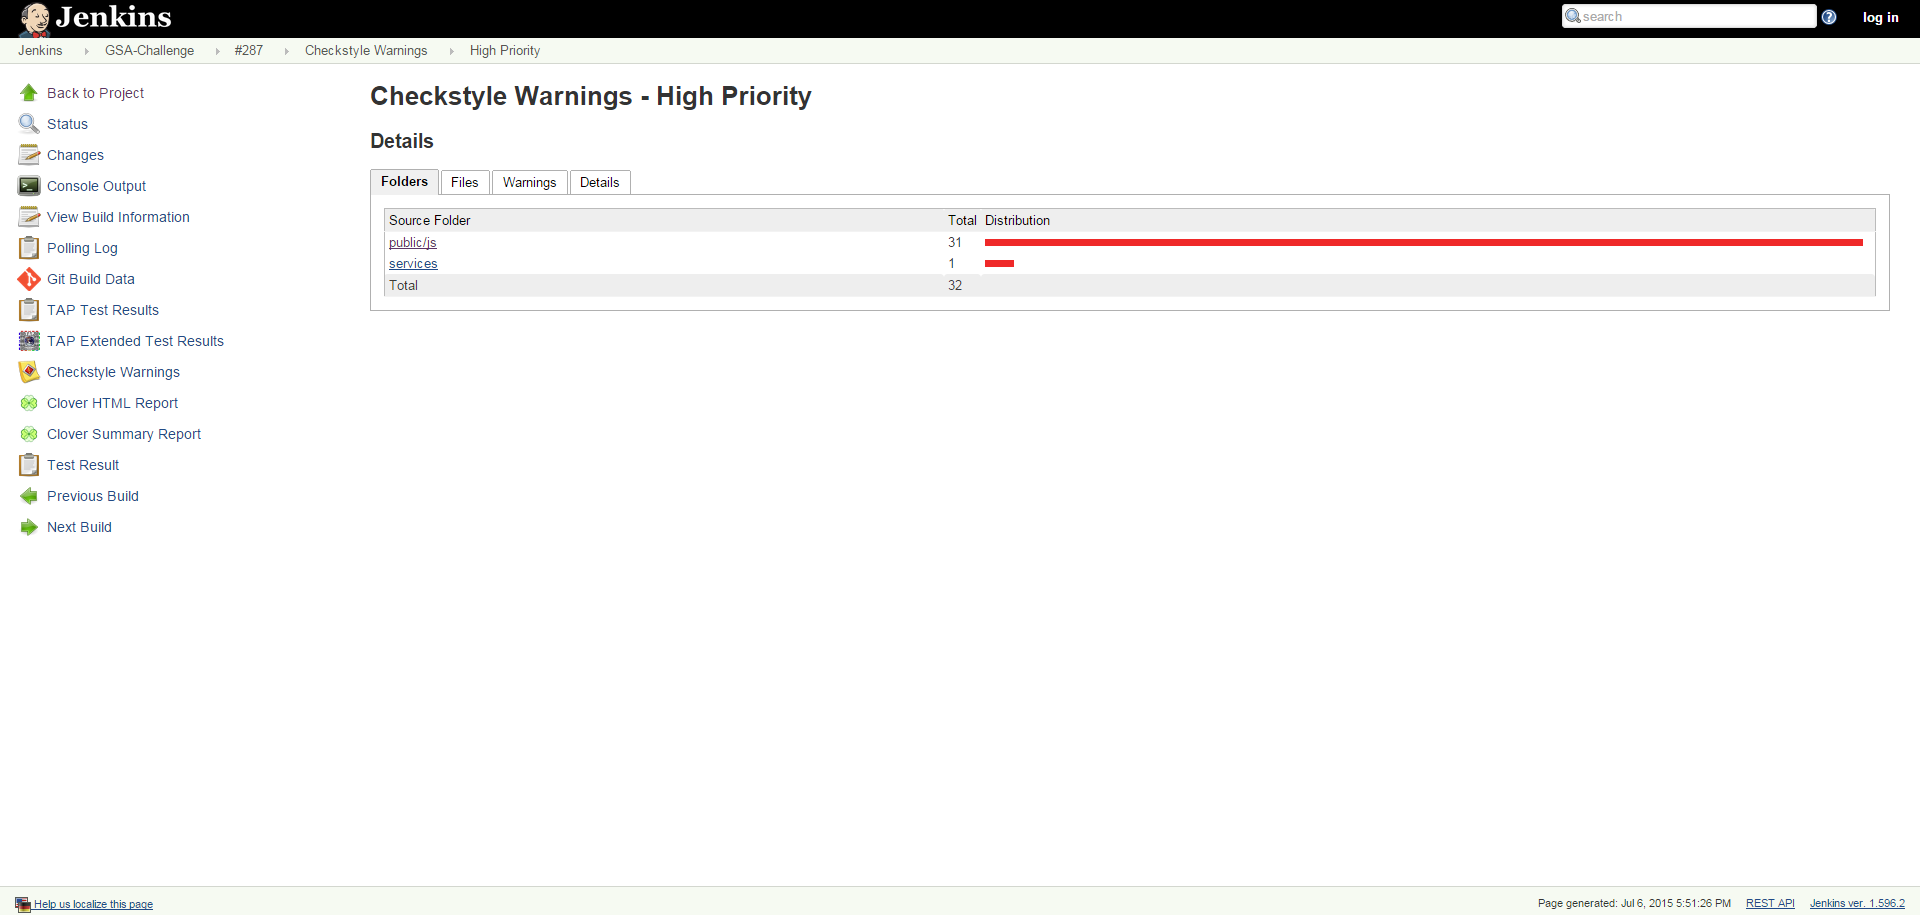 Jenkins
search
log in
Jenkins GSA-Challenge #287 Checkstyle Warnings High Priority
Back to Project
Status
Changes
Console Output
View Build Information
Polling Log
Git Build Data
TAP Test Results
TAP Extended Test Results
Checkstyle Warnings
Clover HTML Report
Clover Summary Report
Test Result
Previous Build
Next Build
Checkstyle Warnings - High Priority
Details
Folders Files Warnings Details
Source Folder Total Distribution
public/js 31
services 1
Total 32
Help us localize this page
Page generated: Jul 6, 2015 5:51:26 PM REST API Jenkins ver. 1.596.2